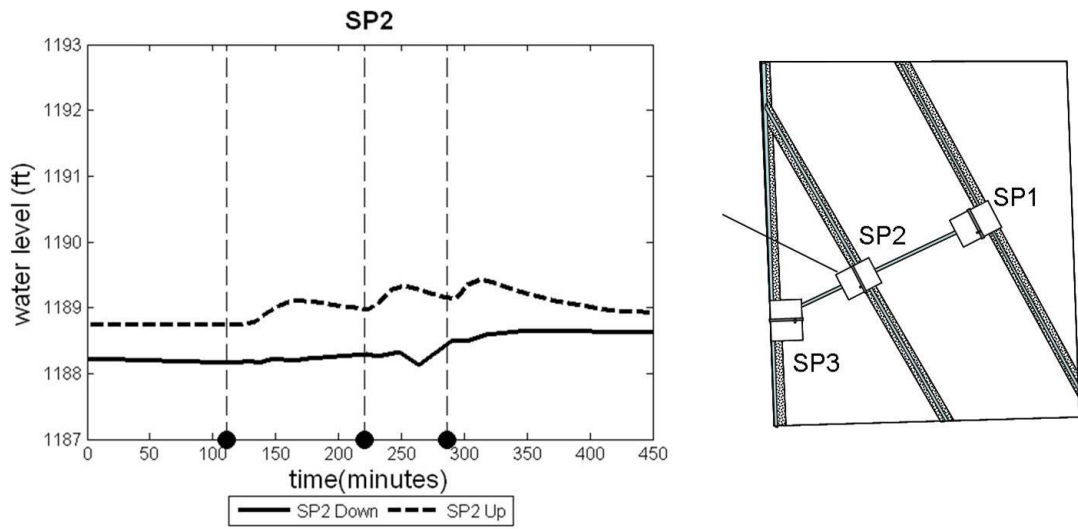 SP2
1193
1192
1191
1190
1189
1188
1187
water level (ft)
0 50 100 150 200 250 300 350 400 450
time(minutes)
SP2 Down SP2 Up
SP1
SP2
SP3